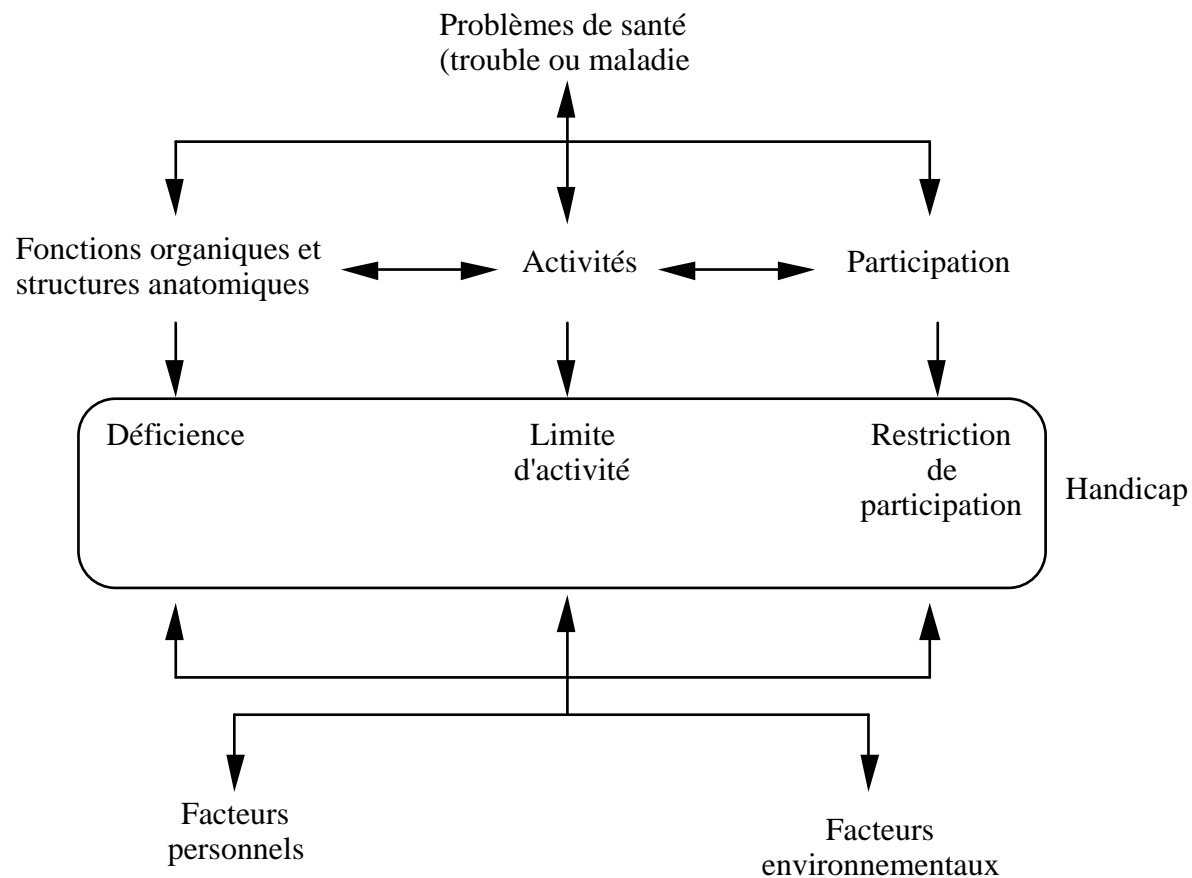 Problèmes de santé
(trouble ou maladie
Fonctions organiques et
structures anatomiques
Activités
Participation
Déficience
Limite
d'activité
Restriction
de
participation
Handicap
Facteurs
personnels
Facteurs
environnementaux